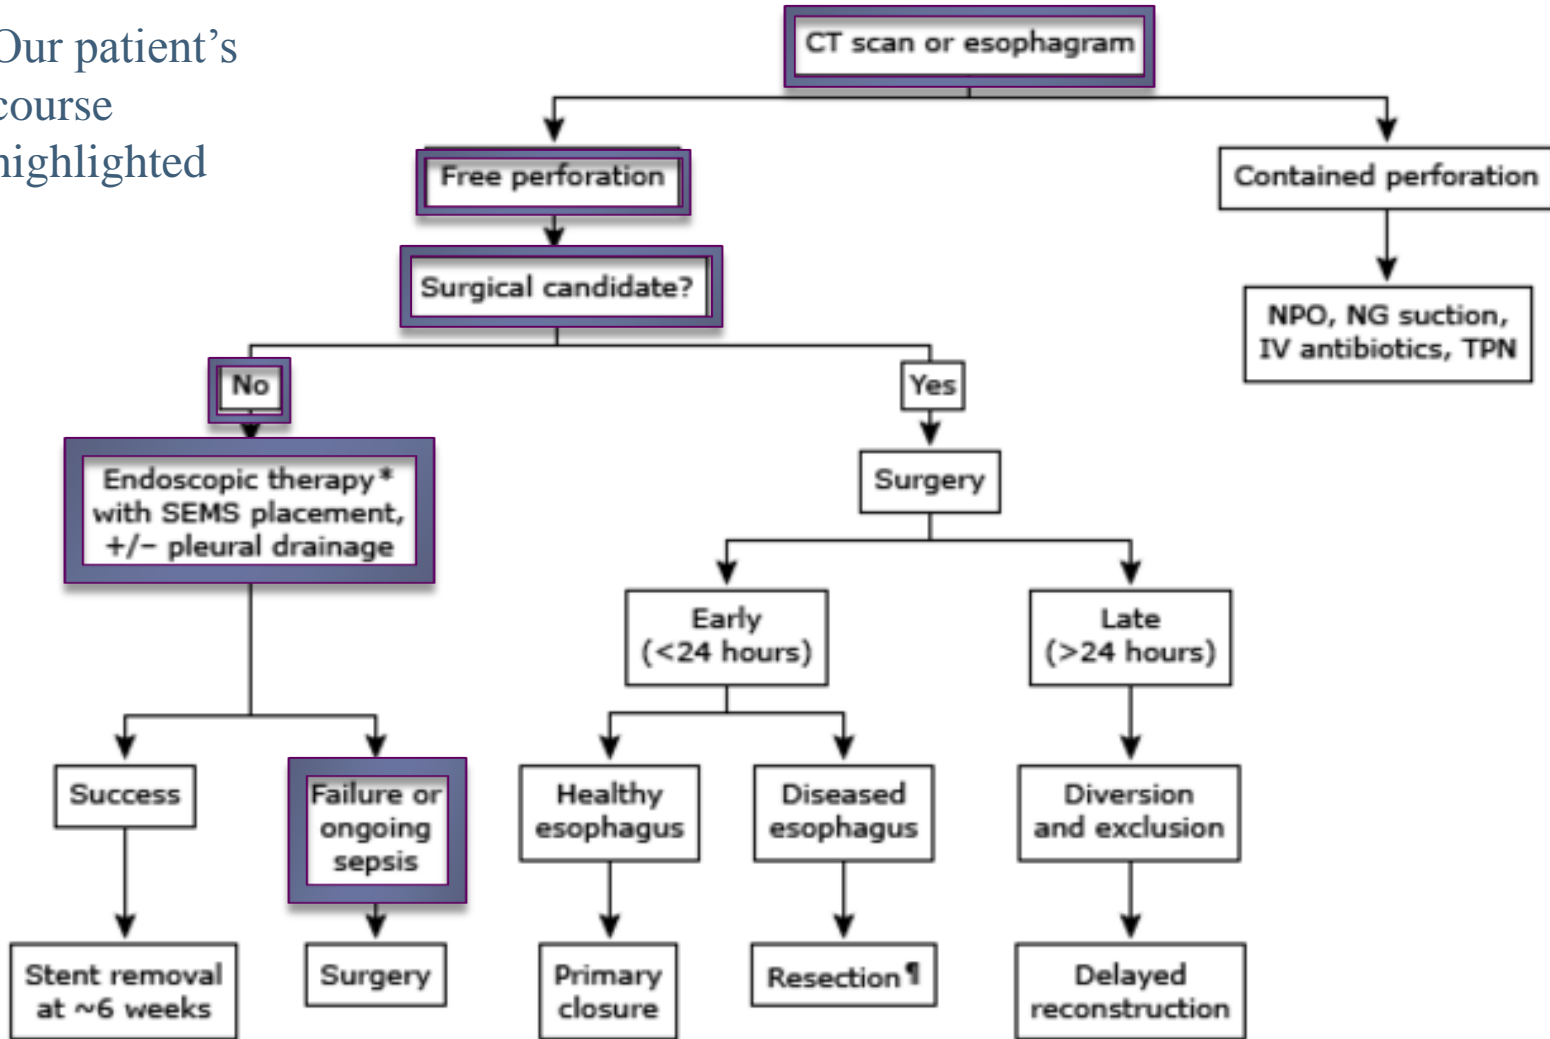 Our patient's
course
highlighted
CT scan or esophagram
Free perforation
Contained perforation
Surgical candidate?
NPO, NG suction,
IV antibiotics, TPN
No
Yes
Endoscopic therapy*
with SEMS placement,
+/– pleural drainage
Surgery
Early
(<24 hours)
Late
(>24 hours)
Success
Failure or
ongoing
sepsis
Healthy
esophagus
Diseased
esophagus
Diversion
and exclusion
Stent removal
at ~6 weeks
Surgery
Primary
closure
Resection¶
Delayed
reconstruction